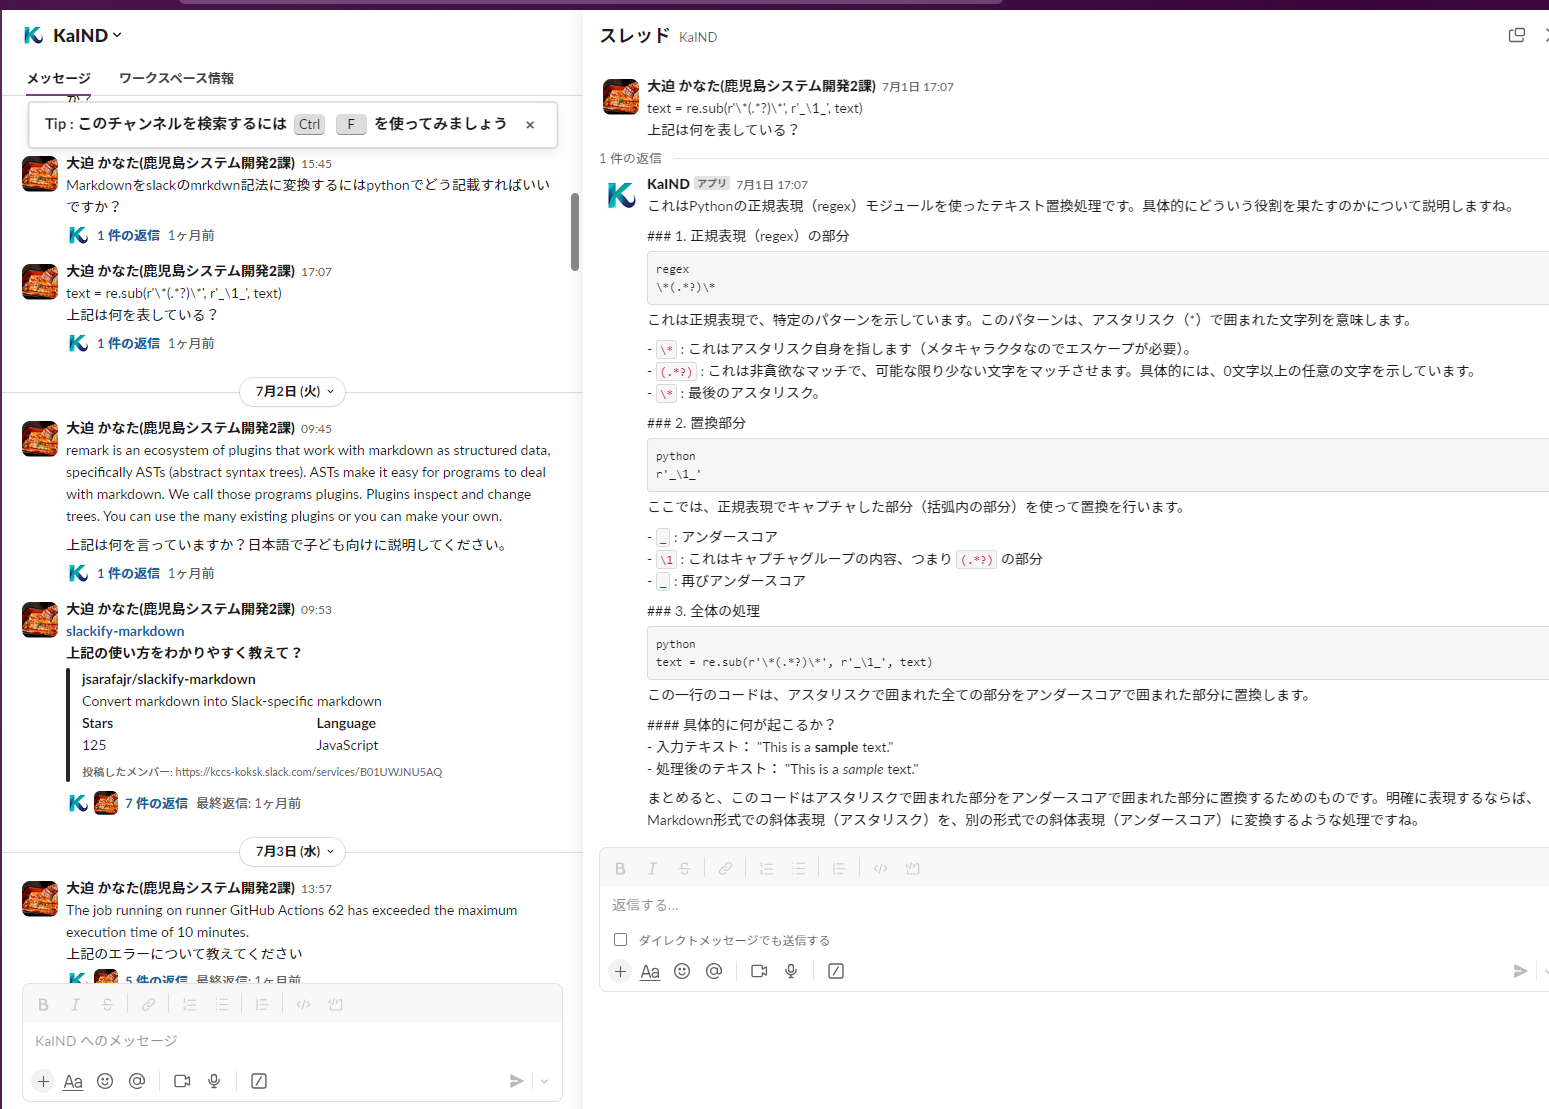 KaIND
メッセージ ワークスペース情報
Tip : このチャンネルを検索するには Ctrl F を使ってみましょう ×
大迫 かなた(鹿児島システム開発2課) 15:45
Markdownをslackのmrkdwn記法に変換するにはpythonでどう記載すればいい
ですか？
1 件の返信 1ヶ月前
大迫 かなた(鹿児島システム開発2課) 17:07
text = re.sub(r'\*(.*?)\*', r'_\1_', text)
上記は何を表している？
1 件の返信 1ヶ月前
7月2日 (火)
大迫 かなた(鹿児島システム開発2課) 09:45
remark is an ecosystem of plugins that work with markdown as structured data,
specifically ASTs (abstract syntax trees). ASTs make it easy for programs to deal
with markdown. We call those programs plugins. Plugins inspect and change
trees. You can use the many existing plugins or you can make your own.
上記は何を言っていますか？日本語で子ども向けに説明してください。
1 件の返信 1ヶ月前
大迫 かなた(鹿児島システム開発2課) 09:53
slackify-markdown
上記の使い方をわかりやすく教えて？
jsarafajr/slackify-markdown
Convert markdown into Slack-specific markdown
Stars Language
125 JavaScript
投稿したメンバー: https://kccs-koksk.slack.com/services/B01UWJNU5AQ
7 件の返信 最終返信: 1ヶ月前
7月3日 (水)
大迫 かなた(鹿児島システム開発2課) 13:57
The job running on runner GitHub Actions 62 has exceeded the maximum
execution time of 10 minutes.
上記のエラーについて教えてください
5 件の返信 最終返信: 1ヶ月前
KaIND へのメッセージ
スレッド KaIND
大迫 かなた(鹿児島システム開発2課) 7月1日 17:07
text = re.sub(r'\*(.*?)\*', r'_\1_', text)
上記は何を表している？
1 件の返信
KaIND アプリ 7月1日 17:07
これはPythonの正規表現（regex）モジュールを使ったテキスト置換処理です。具体的にどういう役割を果たすのかについて説明しますね。
### 1. 正規表現（regex）の部分
regex
\*(.*?)\*
これは正規表現で、特定のパターンを示しています。このパターンは、アスタリスク（*）で囲まれた文字列を意味します。
- \* : これはアスタリスク自身を指します（メタキャラクタなのでエスケープが必要）。
- (.*?) : これは非貪欲なマッチで、可能な限り少ない文字をマッチさせます。具体的には、0文字以上の任意の文字を示しています。
- \* : 最後のアスタリスク。
### 2. 置換部分
python
r'_\1_'
ここでは、正規表現でキャプチャした部分（括弧内の部分）を使って置換を行います。
- _ : アンダースコア
- \1 : これはキャプチャグループの内容、つまり (.*?) の部分
- _ : 再びアンダースコア
### 3. 全体の処理
python
text = re.sub(r'\*(.*?)\*', r'_\1_', text)
この一行のコードは、アスタリスクで囲まれた全ての部分をアンダースコアで囲まれた部分に置換します。
#### 具体的に何が起こるか？
- 入力テキスト： "This is a sample text."
- 処理後のテキスト： "This is a sample text."
まとめると、このコードはアスタリスクで囲まれた部分をアンダースコアで囲まれた部分に置換するためのものです。明確に表現するならば、
Markdown形式での斜体表現（アスタリスク）を、別の形式での斜体表現（アンダースコア）に変換するような処理ですね。
返信する...
ダイレクトメッセージでも送信する